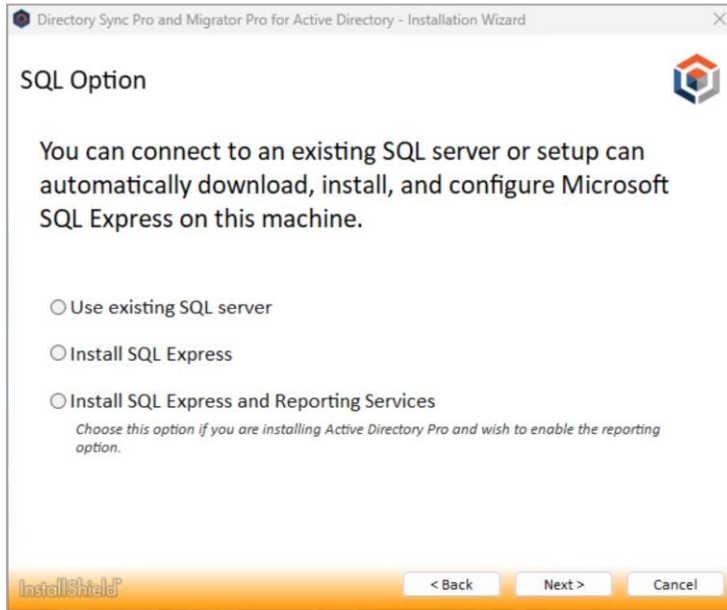 Directory Sync Pro and Migrator Pro for Active Directory - Installation Wizard
SQL Option
You can connect to an existing SQL server or setup can
automatically download, install, and configure Microsoft
SQL Express on this machine.
Use existing SQL server
Install SQL Express
Install SQL Express and Reporting Services
Choose this option if you are installing Active Directory Pro and wish to enable the reporting
option.
InstallShield
< Back Next > Cancel